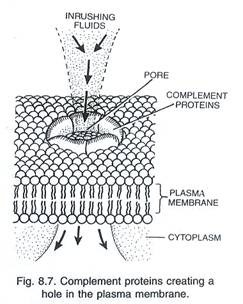 INRUSHING
FLUIDS
PORE
COMPLEMENT
PROTEINS
PLASMA
MEMBRANE
CYTOPLASM
Fig. 8.7. Complement proteins creating a
hole in the plasma membrane.